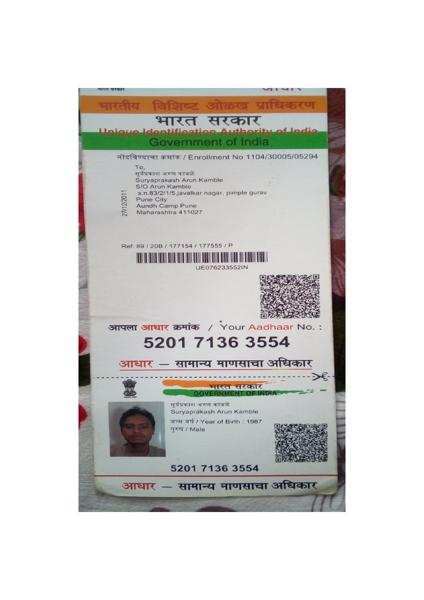 भारत सरकार
आधार
भारतीय विशिष्ट ओळख प्राधिकरण
भारत सरकार
Unique Identification Authority of India
Government of India
नोंदविण्याचा क्रमांक / Enrollment No 1104/30005/05294
To,
सूर्यप्रकाश अरुण कांबळे
Suryaprakash Arun Kamble
S/O Arun Kamble
s.n.83/2/1/5,javalkar nagar, pimple gurav
Pune City
Aundh Camp Pune
Maharashtra 411027
27/12/2011
Ref: 89 / 20B / 177154 / 177555 / P
UE076233552IN
आपला आधार क्रमांक / Your Aadhaar No. :
5201 7136 3554
आधार — सामान्य माणसाचा अधिकार
भारत सरकार
GOVERNMENT OF INDIA
सूर्यप्रकाश अरुण कांबळे
Suryaprakash Arun Kamble
जन्म वर्ष / Year of Birth : 1987
पुरुष / Male
5201 7136 3554
आधार — सामान्य माणसाचा अधिकार